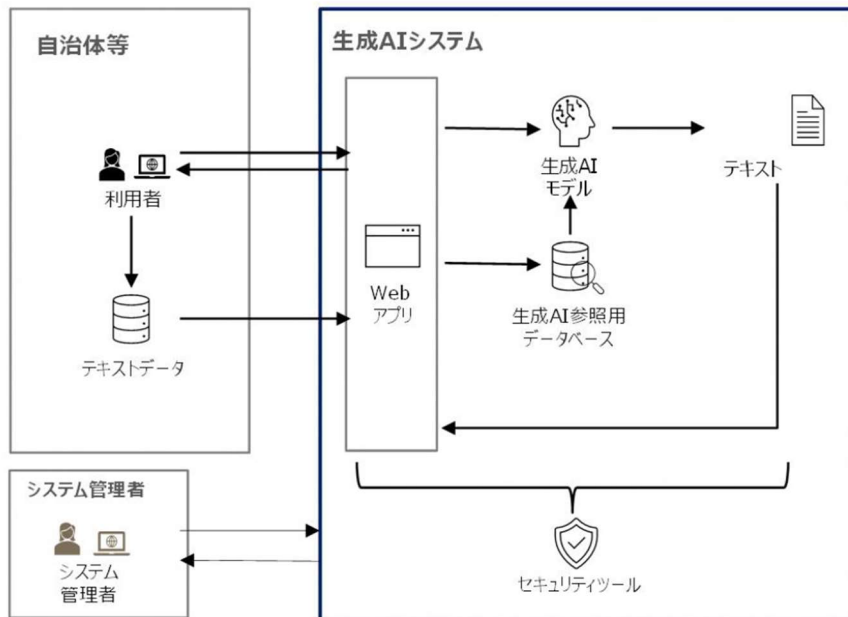 自治体等
利用者
テキストデータ
システム管理者
システム
管理者
生成AIシステム
Web
アプリ
生成AI
モデル
テキスト
生成AI参照用
データベース
セキュリティツール